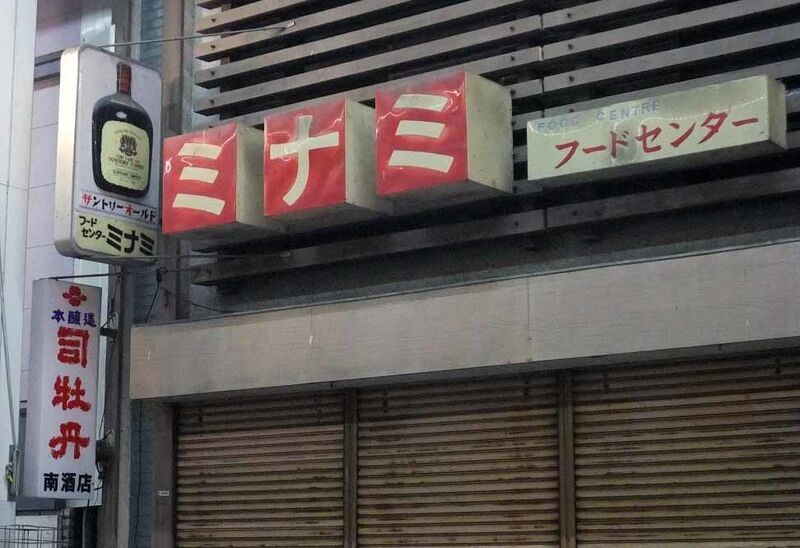 サントリーオールド
フード
センター ミナミ
ミナミ
FOOD CENTRE
フードセンター
本醸造
司牡丹
南酒店